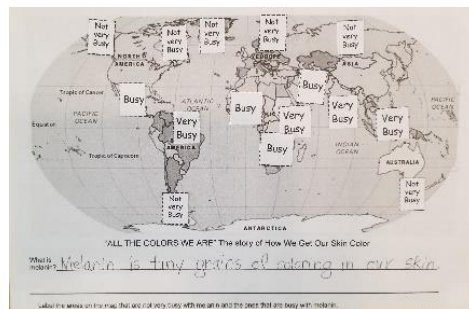 Not very Busy
Not very Busy
Not very Busy
Not very Busy
Not very Busy
NORTH AMERICA
EUROPE
ASIA
Tropic of Cancer
ATLANTIC OCEAN
PACIFIC OCEAN
PACIFIC OCEAN
Busy
Busy
Busy
Very Busy
Very Busy
Very Busy
Very Busy
Equator
INDIAN OCEAN
Busy
Tropic of Capricorn
AMERICA
AUSTRALIA
Not very Busy
Not very Busy
ANTARCTICA
"ALL THE COLORS WE ARE" The story of How We Get Our Skin Color
What is melanin? Melanin is tiny grains of coloring in our skin.
Label the areas on the map that are not very busy with melanin and the ones that are busy with melanin.